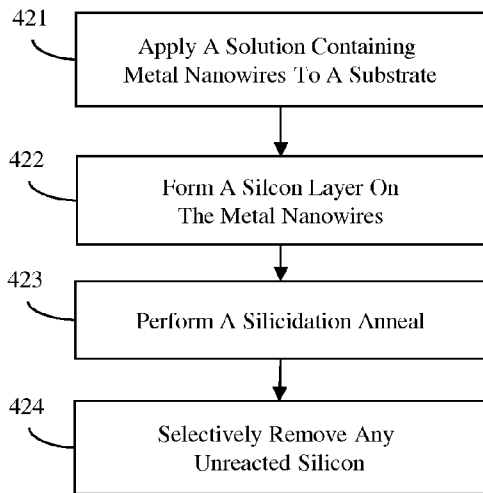 421
Apply A Solution Containing
Metal Nanowires To A Substrate
422
Form A Silcon Layer On
The Metal Nanowires
423
Perform A Silicidation Anneal
424
Selectively Remove Any
Unreacted Silicon